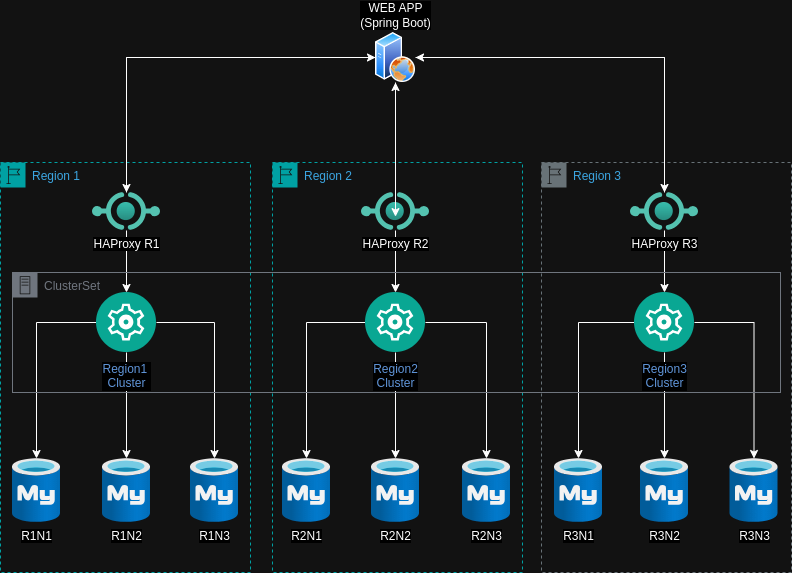 WEB APP
(Spring Boot)
Region 1
Region 2
Region 3
HAProxy R1
HAProxy R2
HAProxy R3
ClusterSet
Region1
Cluster
Region2
Cluster
Region3
Cluster
My
My
My
My
My
My
My
My
My
R1N1
R1N2
R1N3
R2N1
R2N2
R2N3
R3N1
R3N2
R3N3